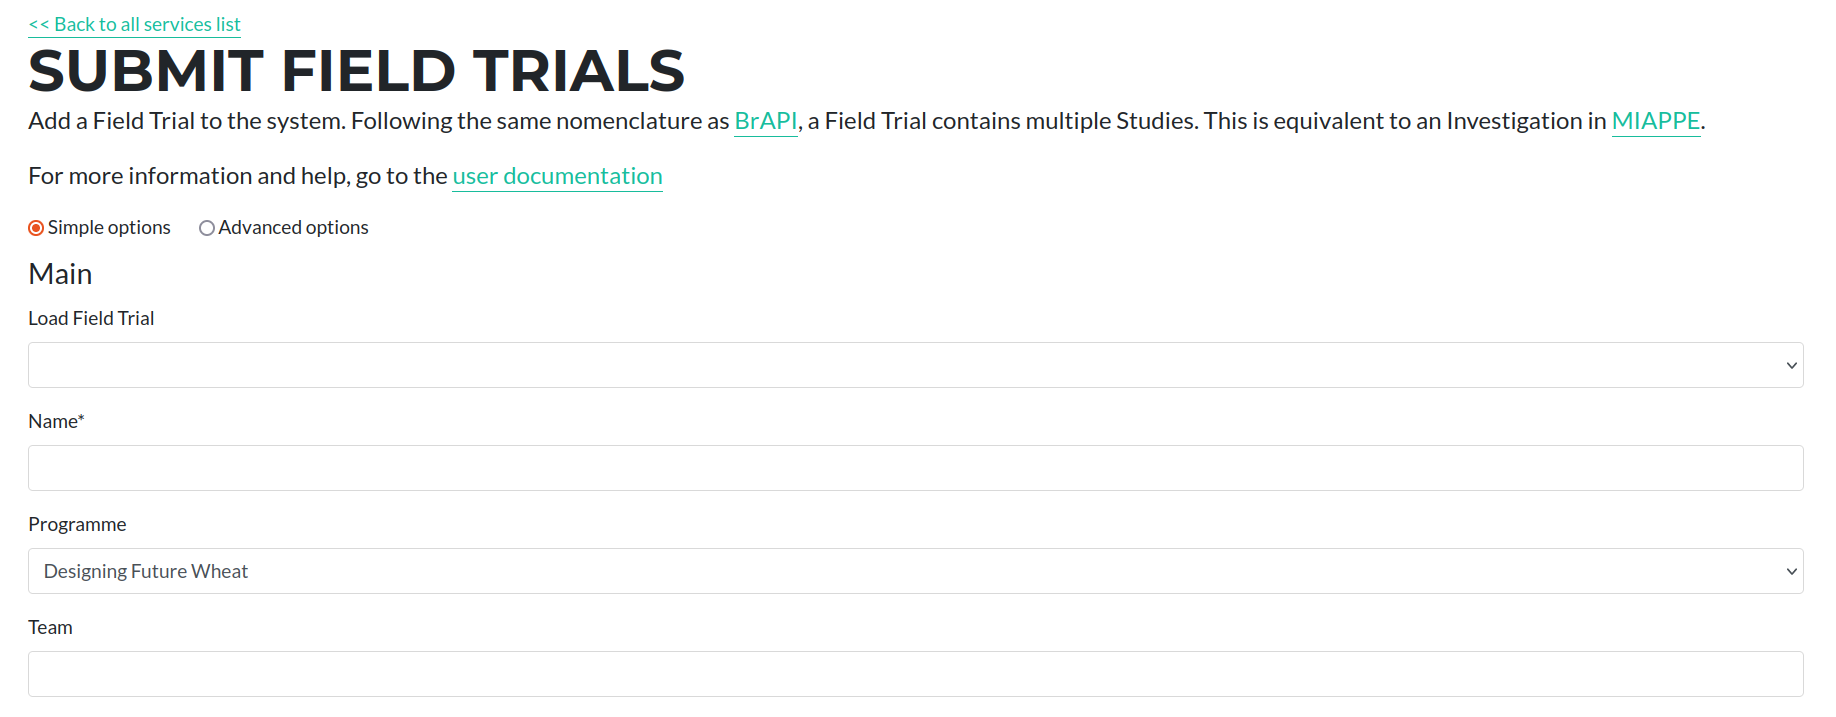 << Back to all services list
SUBMIT FIELD TRIALS
Add a Field Trial to the system. Following the same nomenclature as BrAPI, a Field Trial contains multiple Studies. This is equivalent to an Investigation in MIAPPE.
For more information and help, go to the user documentation
Simple options Advanced options
Main
Load Field Trial
Name*
Programme
Designing Future Wheat
Team